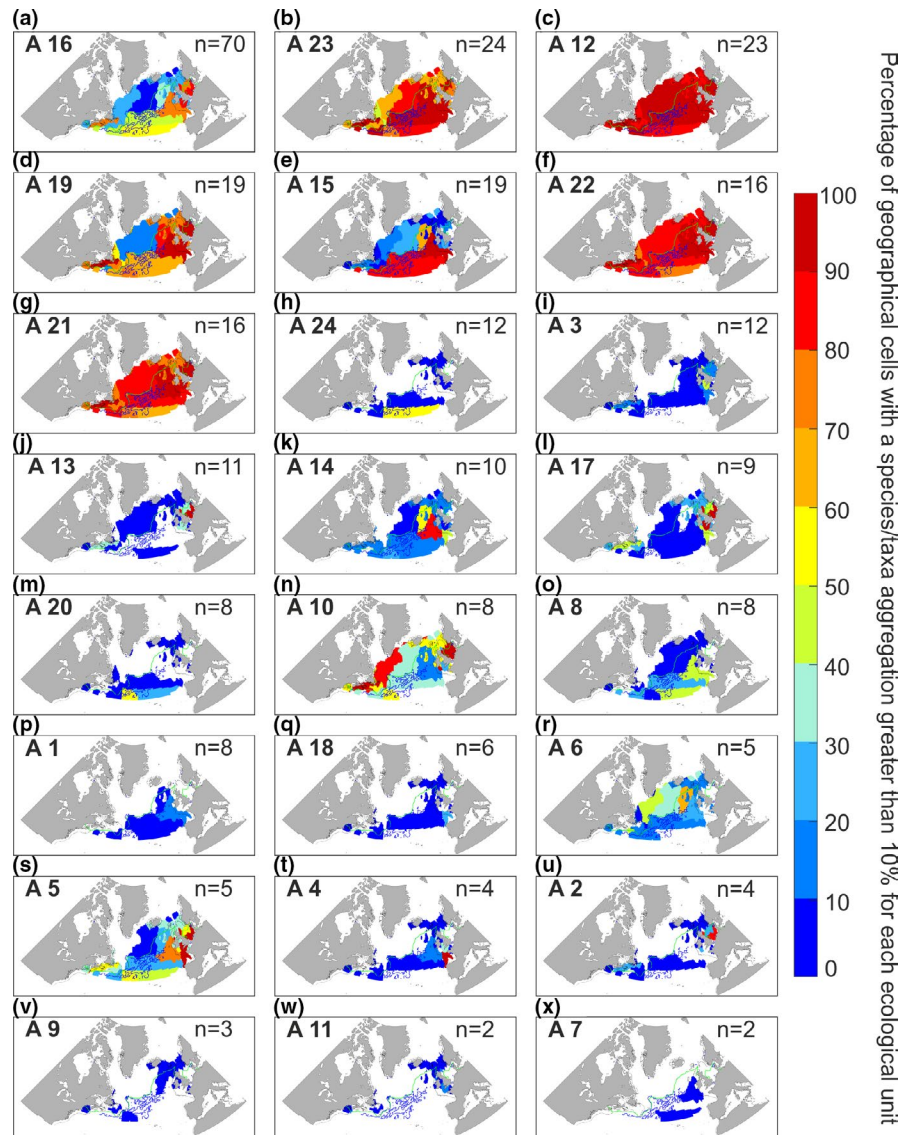 (a) (b) (c)
A 16 n=70 A 23 n=24 A 12 n=23
(d) (e) (f)
A 19 n=19 A 15 n=19 A 22 n=16
(g) (h) (i)
A 21 n=16 A 24 n=12 A 3 n=12
(j) (k) (l)
A 13 n=11 A 14 n=10 A 17 n=9
(m) (n) (o)
A 20 n=8 A 10 n=8 A 8 n=8
(p) (q) (r)
A 1 n=8 A 18 n=6 A 6 n=5
(s) (t) (u)
A 5 n=5 A 4 n=4 A 2 n=4
(v) (w) (x)
A 9 n=3 A 11 n=2 A 7 n=2
100
90
80
70
60
50
40
30
20
10
0
Percentage of geographical cells with a species/taxa aggregation greater than 10% for each ecological unit